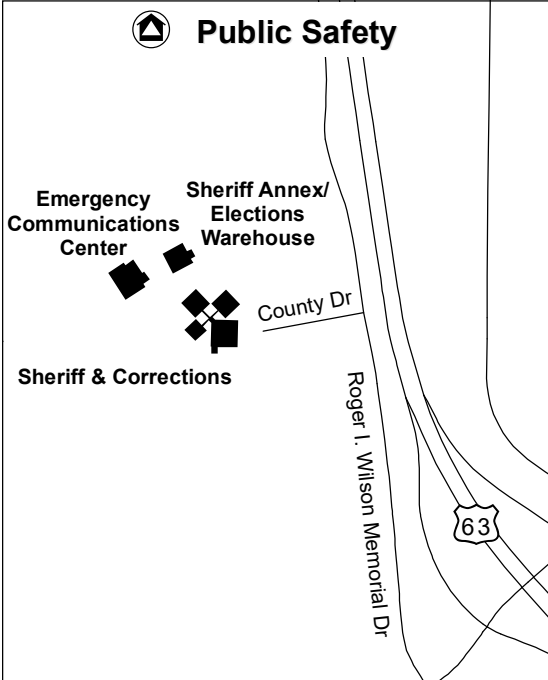 Public Safety
Emergency
Communications
Center
Sheriff Annex/
Elections
Warehouse
County Dr
Sheriff & Corrections
Roger I. Wilson Memorial Dr
63